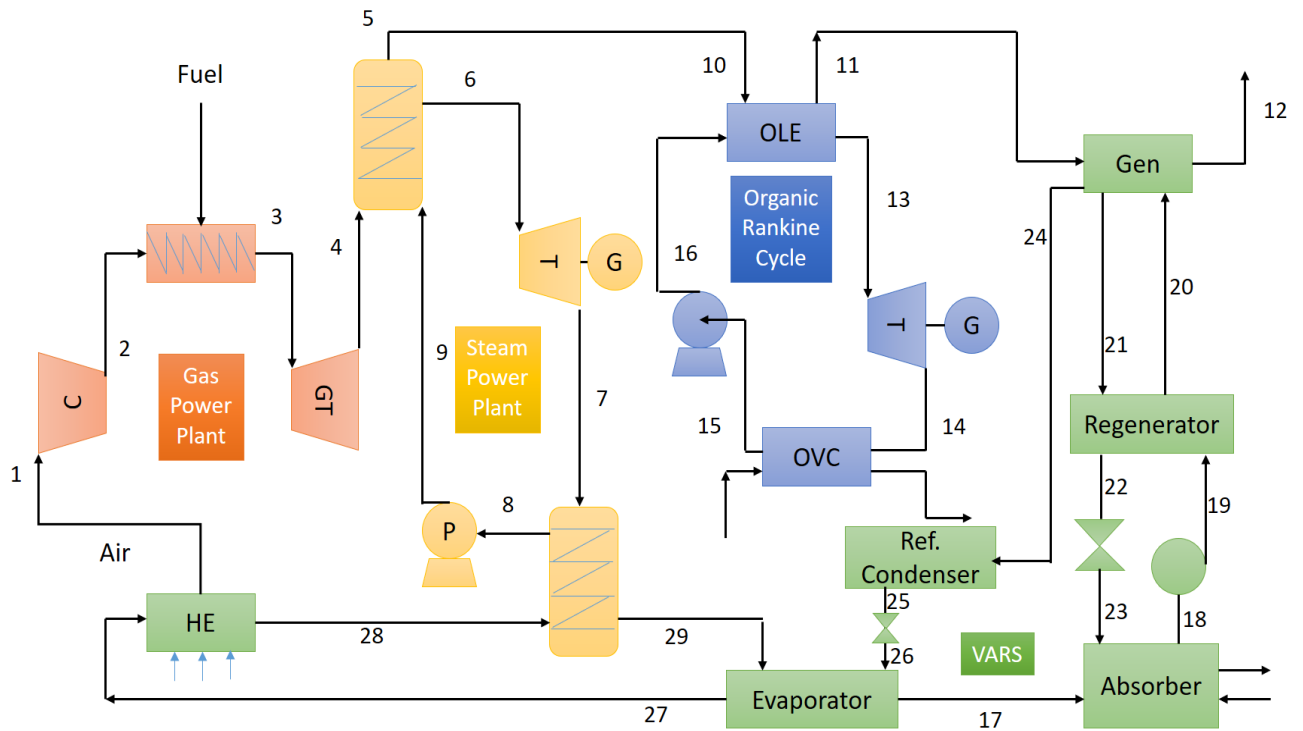 5
Fuel
6
10
11
12
OLE
Gen
3
4
13
Organic
Rankine
Cycle
24
T
G
16
20
2
9
Steam
Power
Plant
T
G
21
C
Gas
Power
Plant
GT
7
15
14
Regenerator
1
OVC
22
19
8
P
Air
Ref.
Condenser
25
23
18
HE
28
29
26
VARS
Evaporator
Absorber
27
17